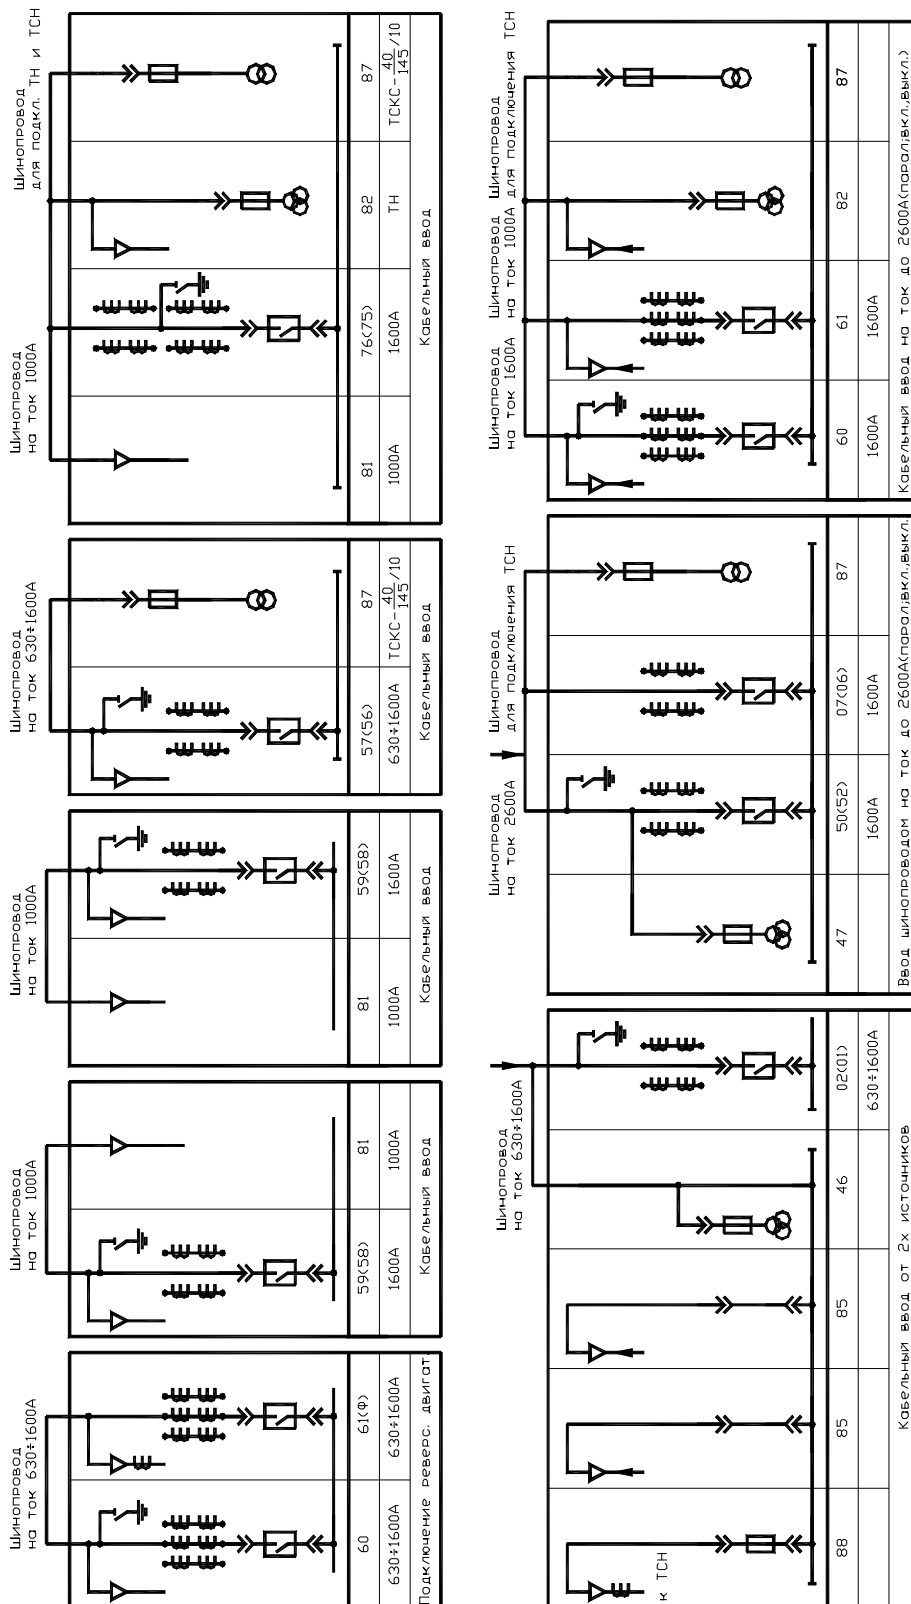 Шинопровод
на ток 630÷1600А
60
61(Ф)
630÷1600А
630÷1600А
Подключение реверс. двигат.
Шинопровод
на ток 1000А
59(58)
81
1600А
1000А
Кабельный ввод
Шинопровод
на ток 1000А
81
59(58)
1000А
1600А
Кабельный ввод
Шинопровод
на ток 630÷1600А
57(56)
87
630÷1600А
ТСКС-40/145/10
Кабельный ввод
Шинопровод
на ток 1000А
Шинопровод
для подкл. ТН и ТСН
81
76(75)
82
87
1000А
1600А
ТН
ТСКС-40/145/10
Кабельный ввод
Шинопровод
на ток 630÷1600А
к ТСН
88
85
85
46
02(01)
630÷1600А
Кабельный ввод от 2х источников
Шинопровод
на ток 2600А
Шинопровод
для подключения ТСН
47
50(52)
07(06)
87
1600А
1600А
Ввод шинопроводом на ток до 2600А(парал.вкл.,выкл.
Шинопровод
на ток 1600А
Шинопровод
на ток 1000А
Шинопровод
для подключения ТСН
60
61
82
87
1600А
1600А
Кабельный ввод на ток до 2600А(парал.вкл.,выкл.)